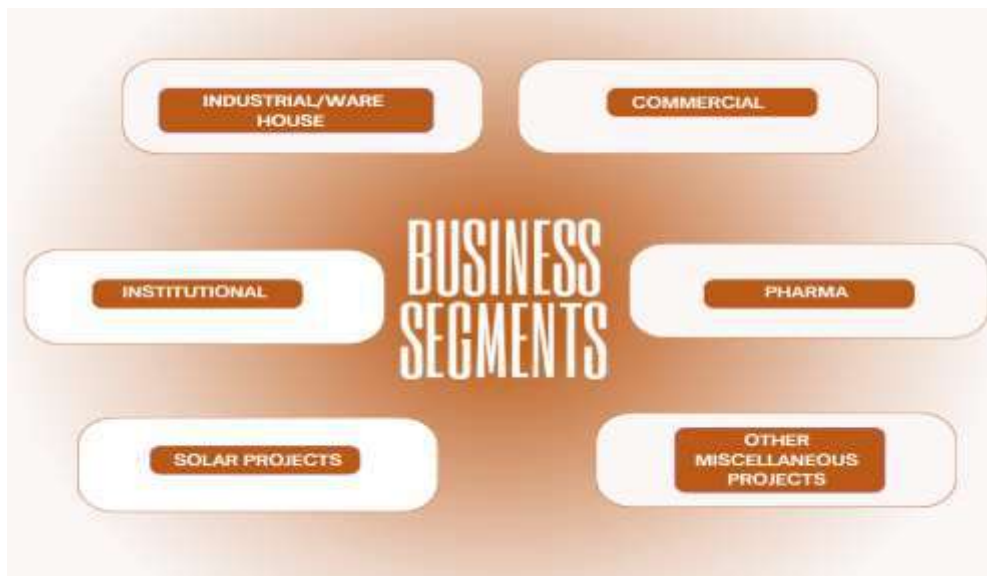 INDUSTRIAL/WARE
HOUSE
COMMERCIAL
BUSINESS
SEGMENTS
INSTITUTIONAL
PHARMA
SOLAR PROJECTS
OTHER
MISCELLANEOUS
PROJECTS